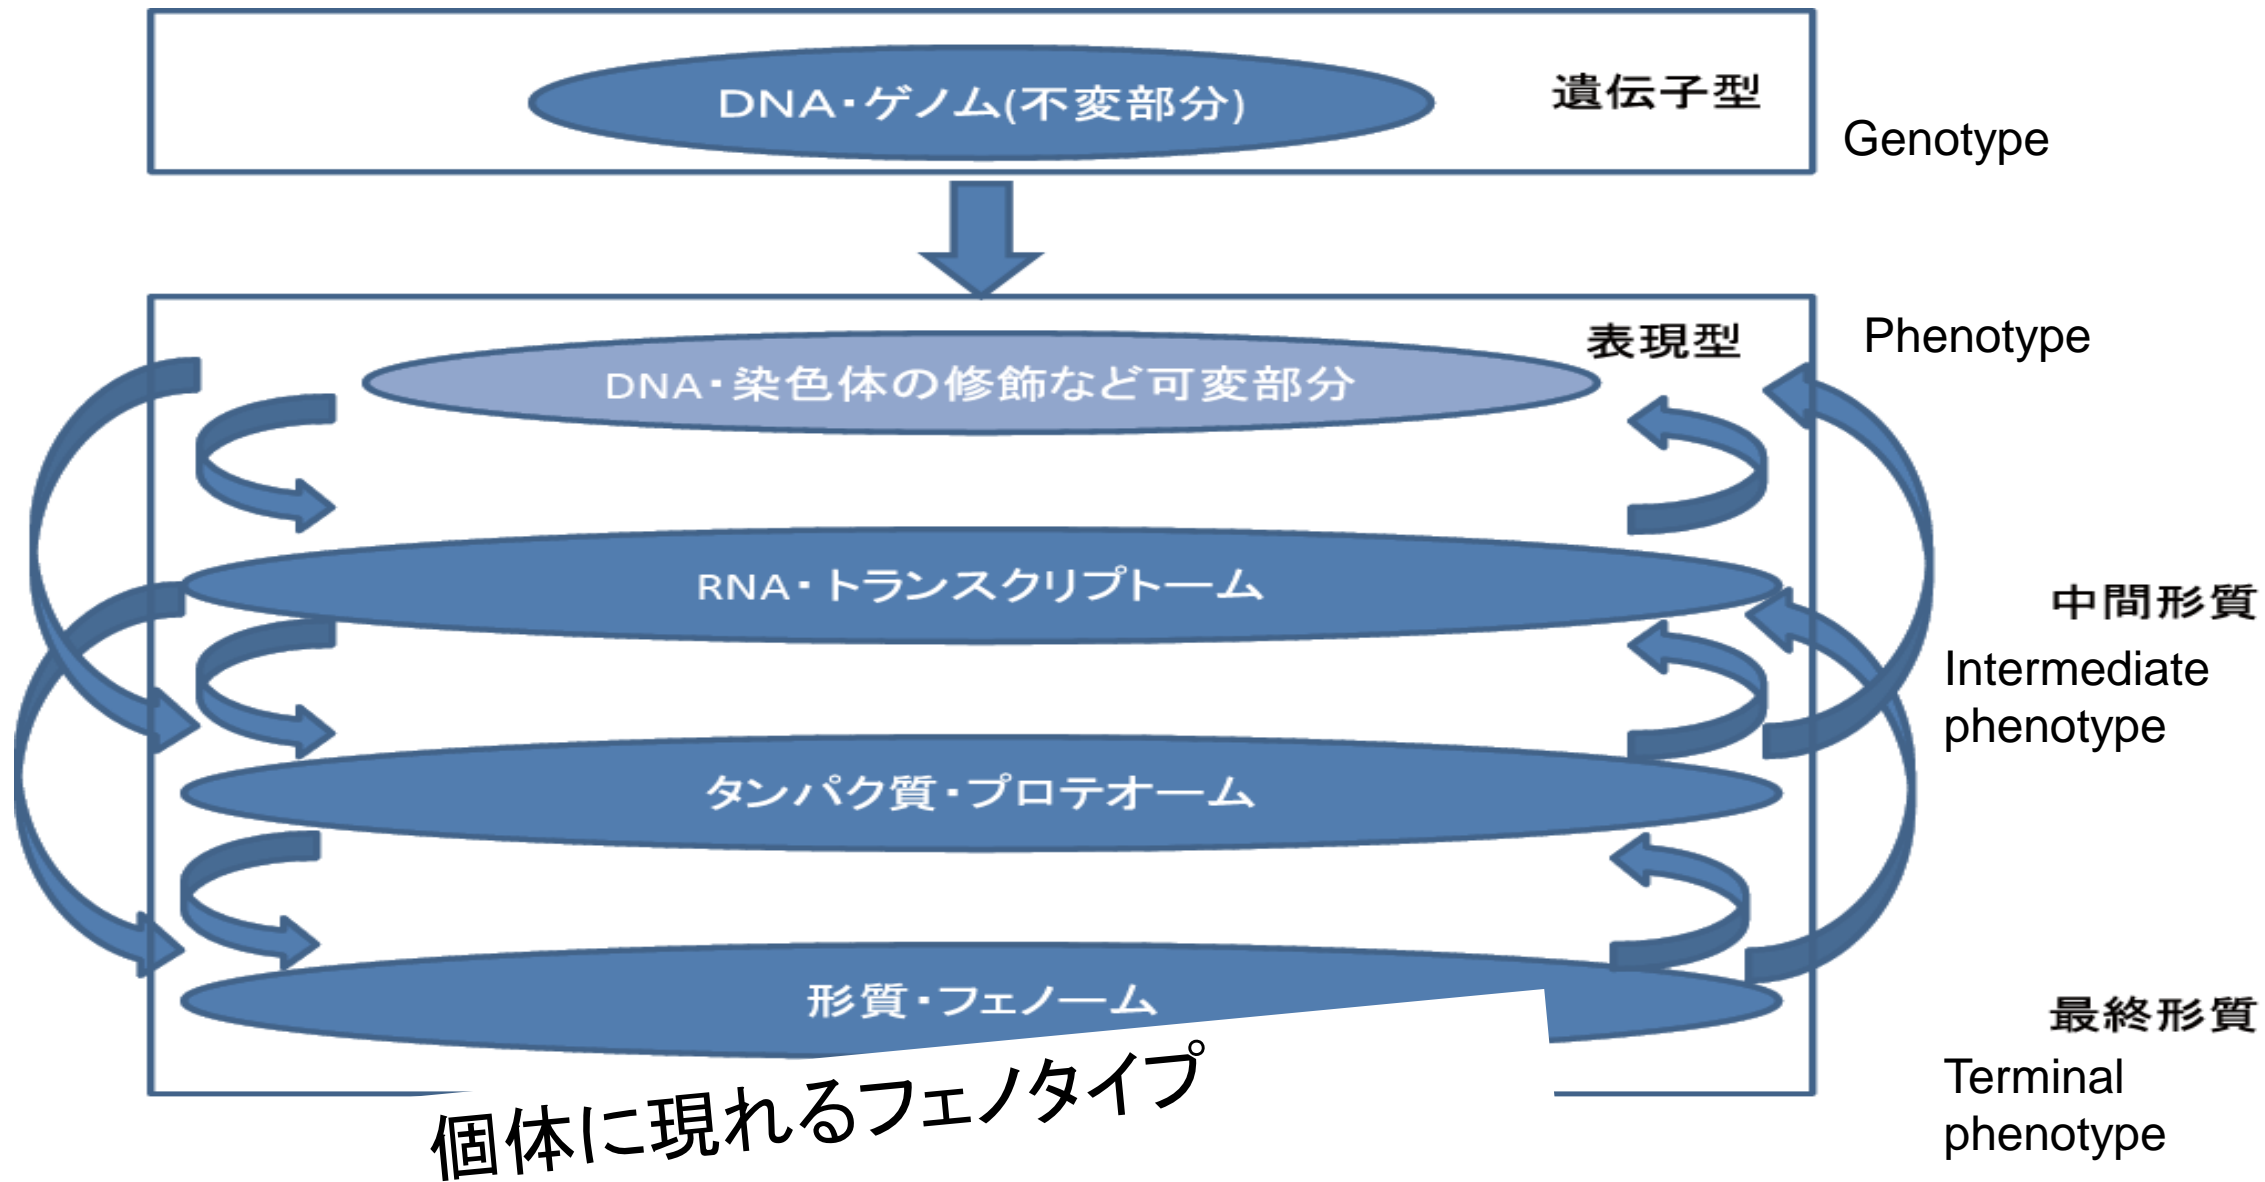 DNA・ゲノム(不変部分)
遺伝子型
Genotype
表現型
Phenotype
DNA・染色体の修飾など可変部分
RNA・トランスクリプトーム
中間形質
Intermediate
phenotype
タンパク質・プロテオーム
形質・フェノーム
最終形質
Terminal
phenotype
個体に現れるフェノタイプ